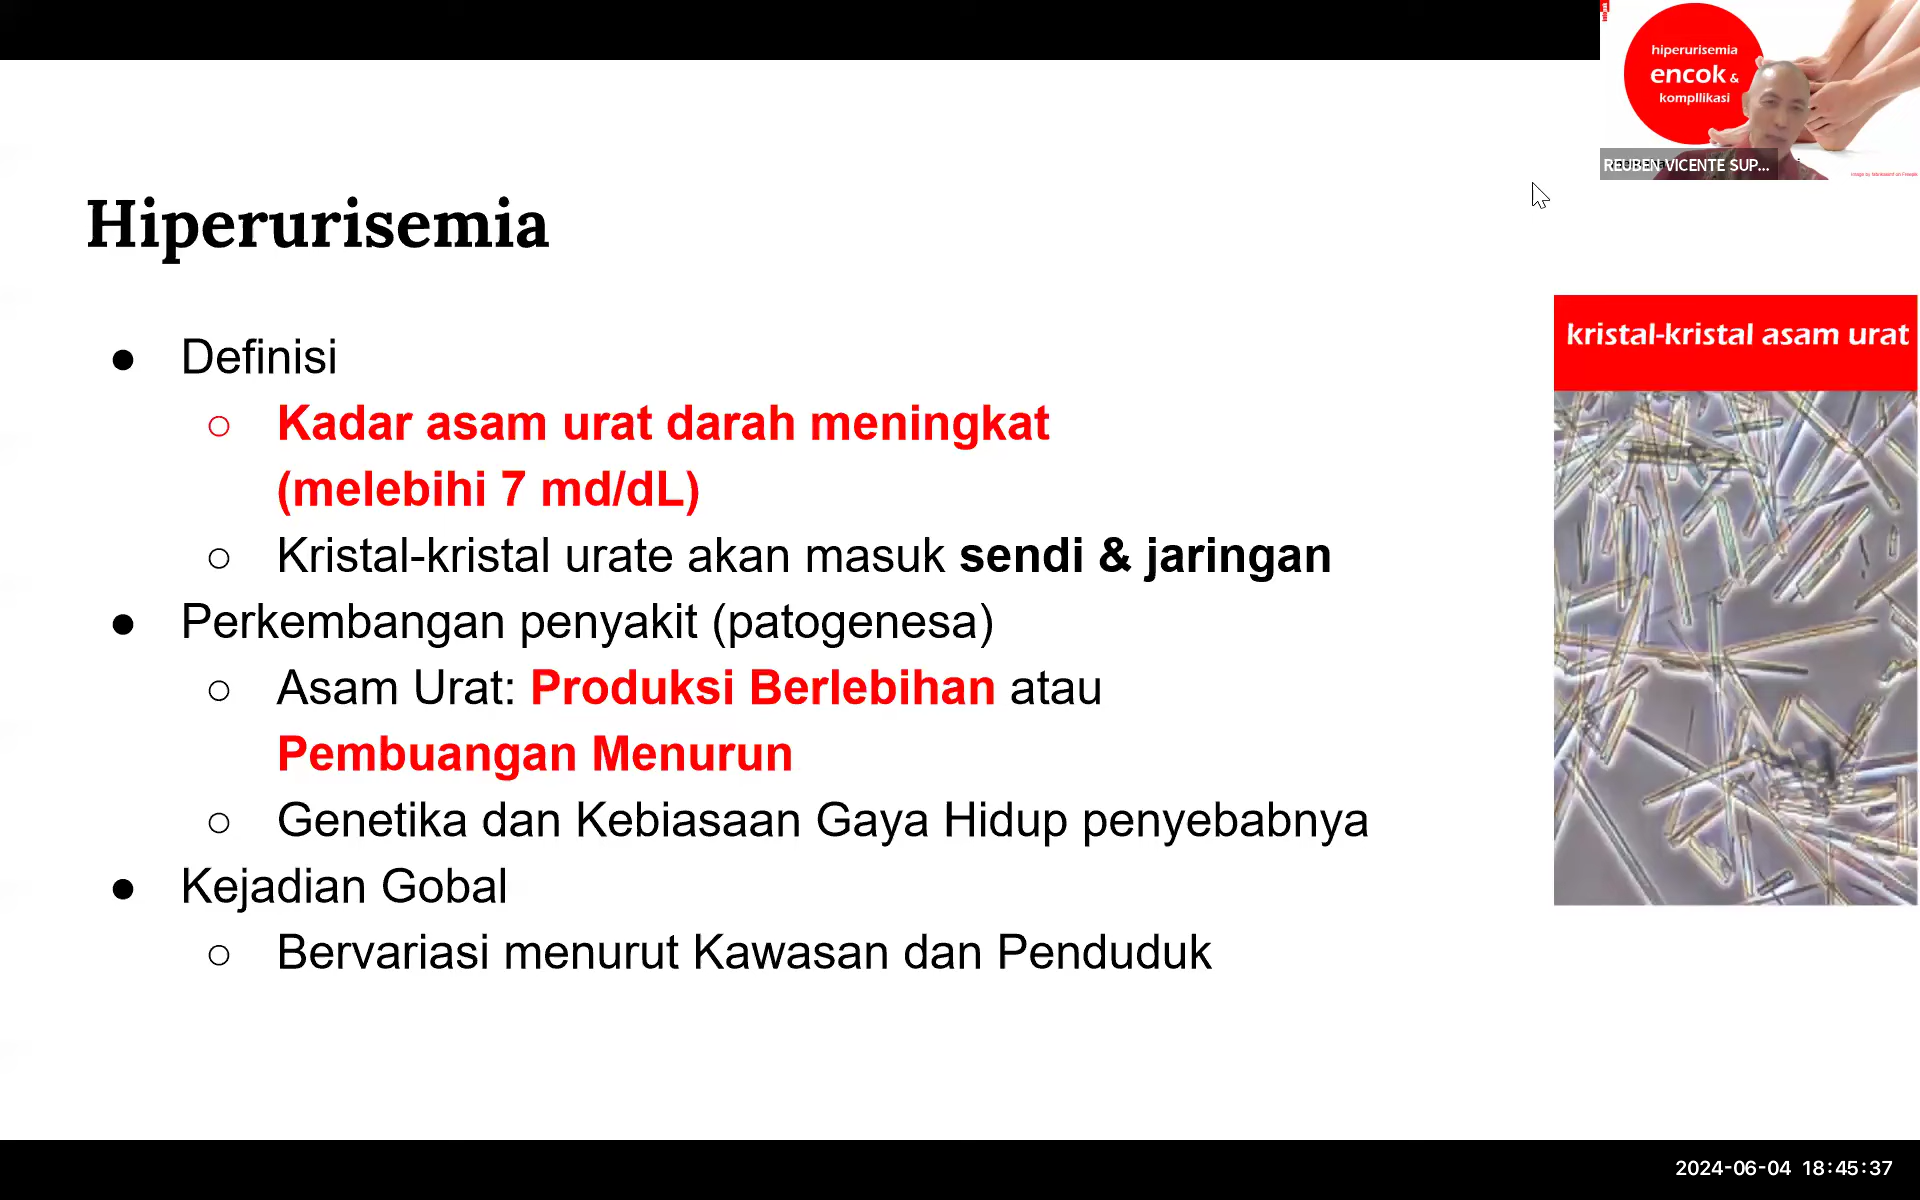 hiperurisemia
encok &
kompllikasi
REUBEN VICENTE SUP...
Hiperurisemia
● Definisi
○ Kadar asam urat darah meningkat
(melebihi 7 md/dL)
○ Kristal-kristal urate akan masuk sendi & jaringan
● Perkembangan penyakit (patogenesa)
○ Asam Urat: Produksi Berlebihan atau
Pembuangan Menurun
○ Genetika dan Kebiasaan Gaya Hidup penyebabnya
● Kejadian Gobal
○ Bervariasi menurut Kawasan dan Penduduk
kristal-kristal asam urat
2024-06-04 18:45:37